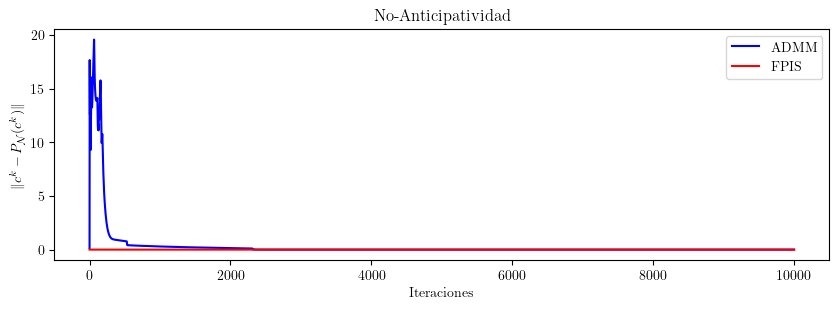 No-Anticipatividad
ADMM
FPIS
20
15
10
5
0
∥c^k − P_𝒩(c^k)∥
0
2000
4000
6000
8000
10000
Iteraciones